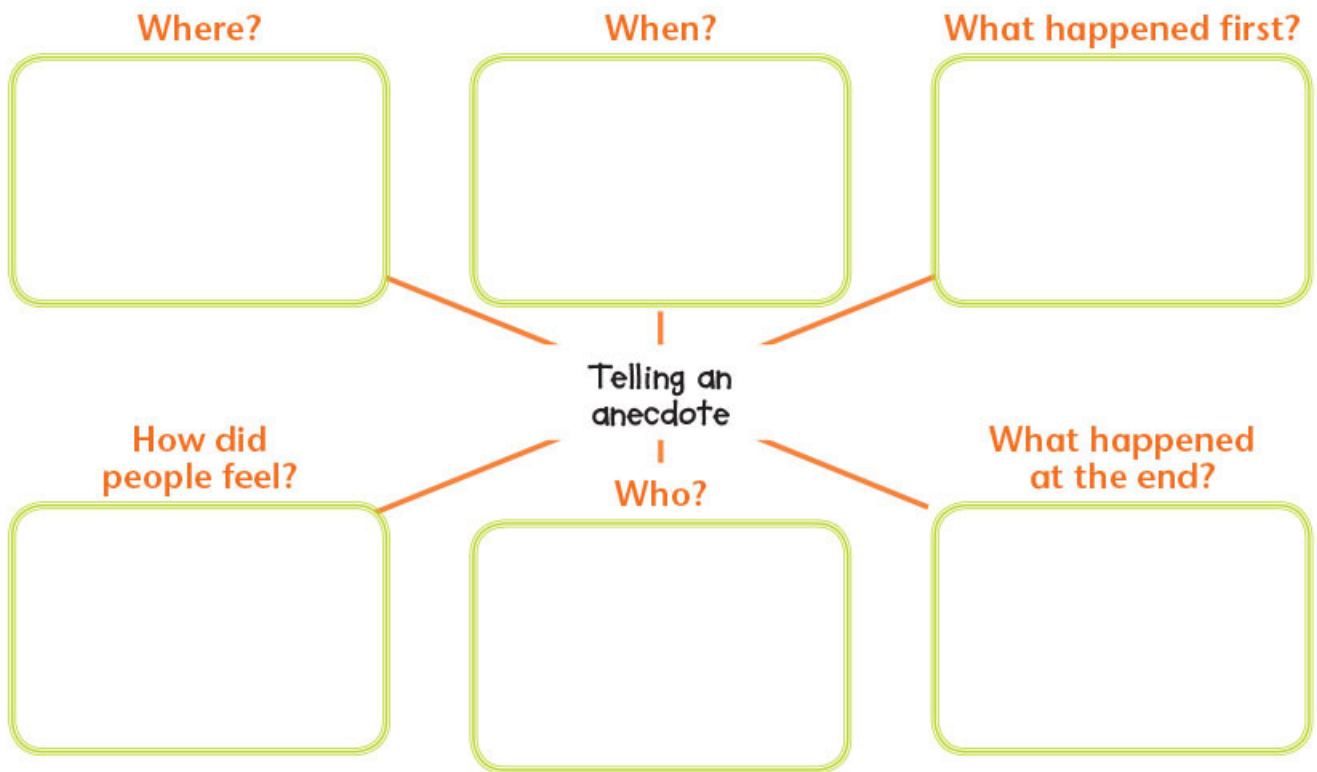 Where?
When?
What happened first?
Telling an
anecdote
How did
people feel?
Who?
What happened
at the end?